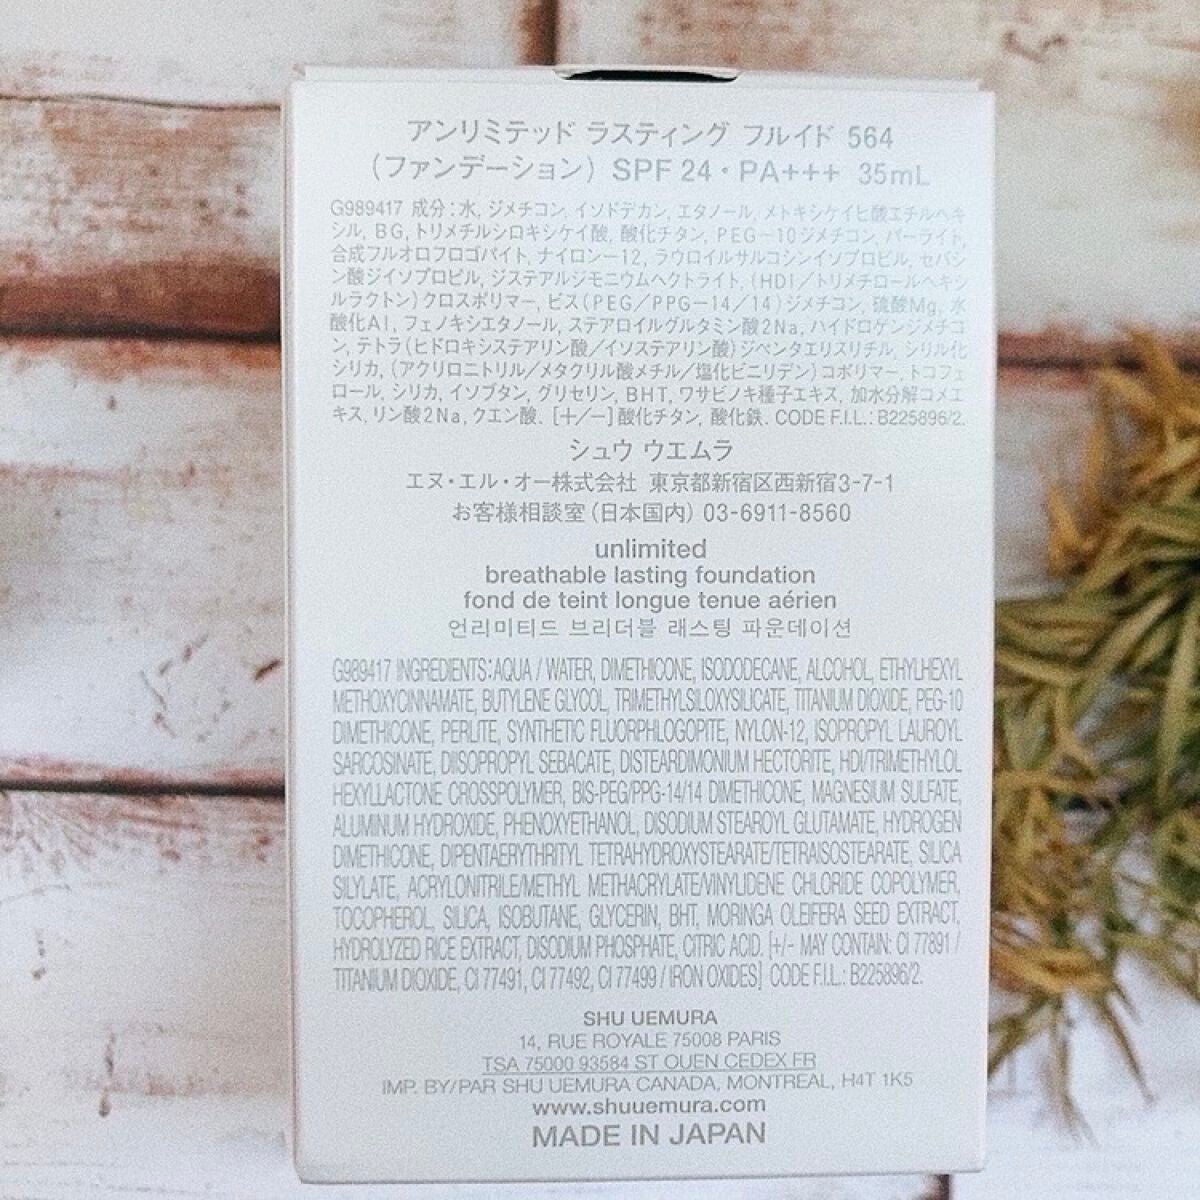 アンリミテッド ラスティング フルイド 564
(ファンデーション) SPF 24・PA+++ 35mL
G989417 成分:水, ジメチコン, イソドデカン, エタノール, メトキシケイヒ酸エチルヘキ
シル, BG, トリメチルシロキシケイ酸, 酸化チタン, PEG-10ジメチコン, パーライト,
合成フルオロフロゴパイト, ナイロン-12, ラウロイルサルコシンイソプロピル, セバシ
ン酸ジイソプロピル, ジステアルジモニウムヘクトライト, (HDI/トリメチロールヘキシ
ルラクトン)クロスポリマー, ビス(PEG/PPG-14/14)ジメチコン, 硫酸Mg, 水
酸化Al, フェノキシエタノール, ステアロイルグルタミン酸2Na, ハイドロゲンジメチコ
ン, テトラ(ヒドロキシステアリン酸/イソステアリン酸)ジペンタエリスリチル, シリル化
シリカ, (アクリロニトリル/メタクリル酸メチル/塩化ビニリデン)コポリマー, トコフェ
ロール, シリカ, イソブタン, グリセリン, BHT, ワサビノキ種子エキス, 加水分解コメエ
キス, リン酸2Na, クエン酸. [+/-]酸化チタン, 酸化鉄. CODE F.I.L.: B225896/2.
シュウ ウエムラ
エヌ・エル・オー株式会社 東京都新宿区西新宿3-7-1
お客様相談室(日本国内) 03-6911-8560
unlimited
breathable lasting foundation
fond de teint longue tenue aérien
언리미티드 브리더블 래스팅 파운데이션
G989417 INGREDIENTS: AQUA / WATER, DIMETHICONE, ISODODECANE, ALCOHOL, ETHYLHEXYL
METHOXYCINNAMATE, BUTYLENE GLYCOL, TRIMETHYLSILOXYSILICATE, TITANIUM DIOXIDE, PEG-10
DIMETHICONE, PERLITE, SYNTHETIC FLUORPHLOGOPITE, NYLON-12, ISOPROPYL LAUROYL
SARCOSINATE, DIISOPROPYL SEBACATE, DISTEARDIMONIUM HECTORITE, HDI/TRIMETHYLOL
HEXYLLACTONE CROSSPOLYMER, BIS-PEG/PPG-14/14 DIMETHICONE, MAGNESIUM SULFATE,
ALUMINUM HYDROXIDE, PHENOXYETHANOL, DISODIUM STEAROYL GLUTAMATE, HYDROGEN
DIMETHICONE, DIPENTAERYTHRITYL TETRAHYDROXYSTEARATE/TETRAISOSTEARATE, SILICA
SILYLATE, ACRYLONITRILE/METHYL METHACRYLATE/VINYLIDENE CHLORIDE COPOLYMER,
TOCOPHEROL, SILICA, ISOBUTANE, GLYCERIN, BHT, MORINGA OLEIFERA SEED EXTRACT,
HYDROLYZED RICE EXTRACT, DISODIUM PHOSPHATE, CITRIC ACID. [+/- MAY CONTAIN: CI 77891 /
TITANIUM DIOXIDE, CI 77491, CI 77492, CI 77499 / IRON OXIDES] CODE F.I.L.: B225896/2.
SHU UEMURA
14, RUE ROYALE 75008 PARIS
TSA 75000 93584 ST OUEN CEDEX FR
IMP. BY/PAR SHU UEMURA CANADA, MONTREAL, H4T 1K5
www.shuuemura.com
MADE IN JAPAN